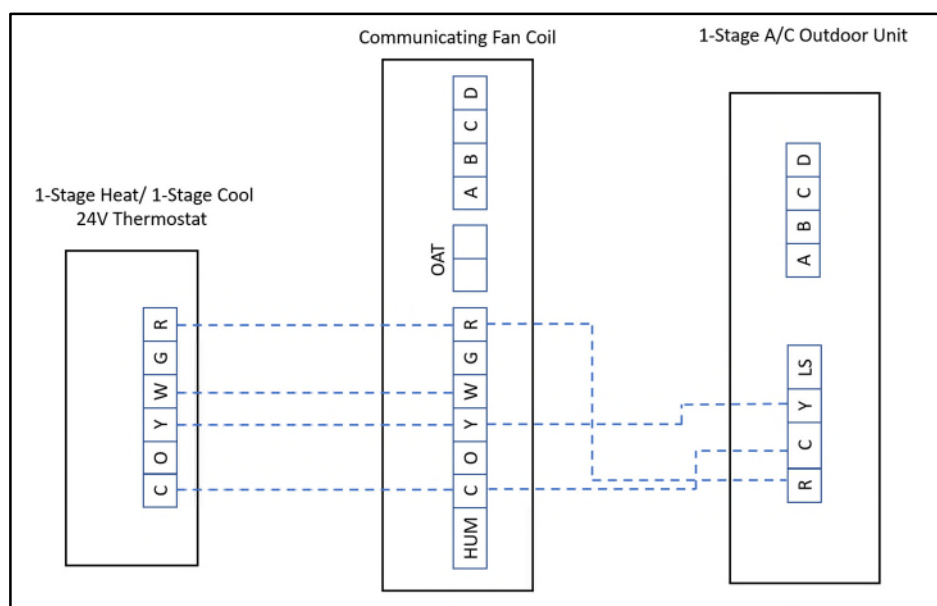 Communicating Fan Coil
1-Stage A/C Outdoor Unit
1-Stage Heat/ 1-Stage Cool
24V Thermostat
R
G
W
Y
O
C
D
C
B
A
OAT
R
G
W
Y
O
C
HUM
D
C
B
A
LS
Y
C
R